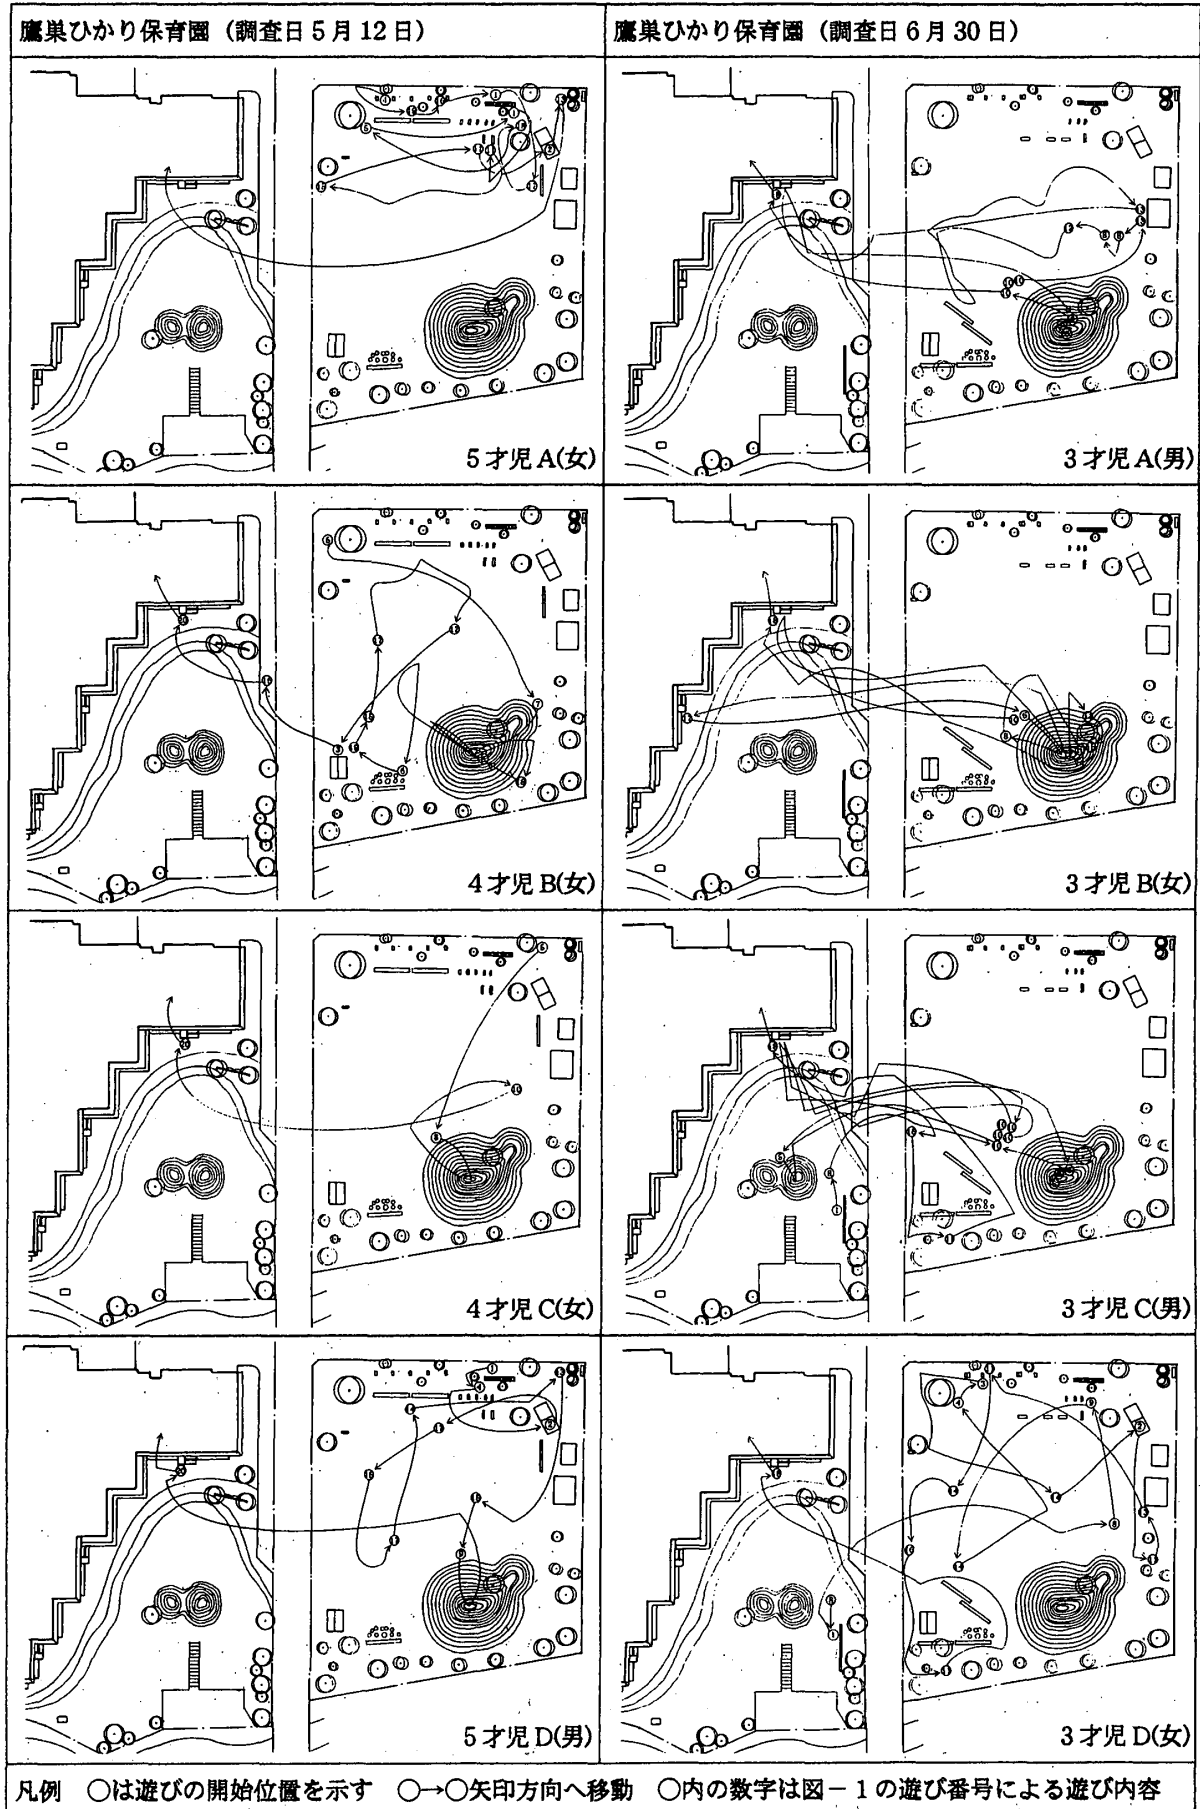 鷹巣ひかり保育園（調査日5月12日）
鷹巣ひかり保育園（調査日6月30日）
5才児A(女)
3才児A(男)
4才児B(女)
3才児B(女)
4才児C(女)
3才児C(男)
5才児D(男)
3才児D(女)
凡例　○は遊びの開始位置を示す　○→○矢印方向へ移動　○内の数字は図－1の遊び番号による遊び内容